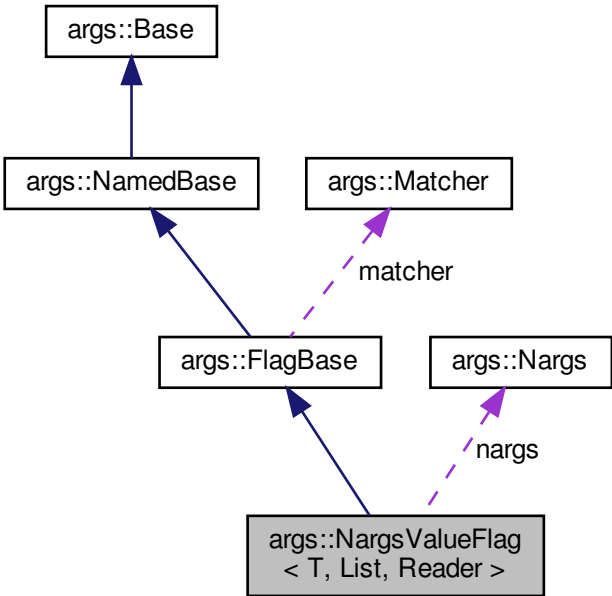 args::Base
args::NamedBase
args::Matcher
matcher
args::FlagBase
args::Nargs
nargs
args::NargsValueFlag
< T, List, Reader >